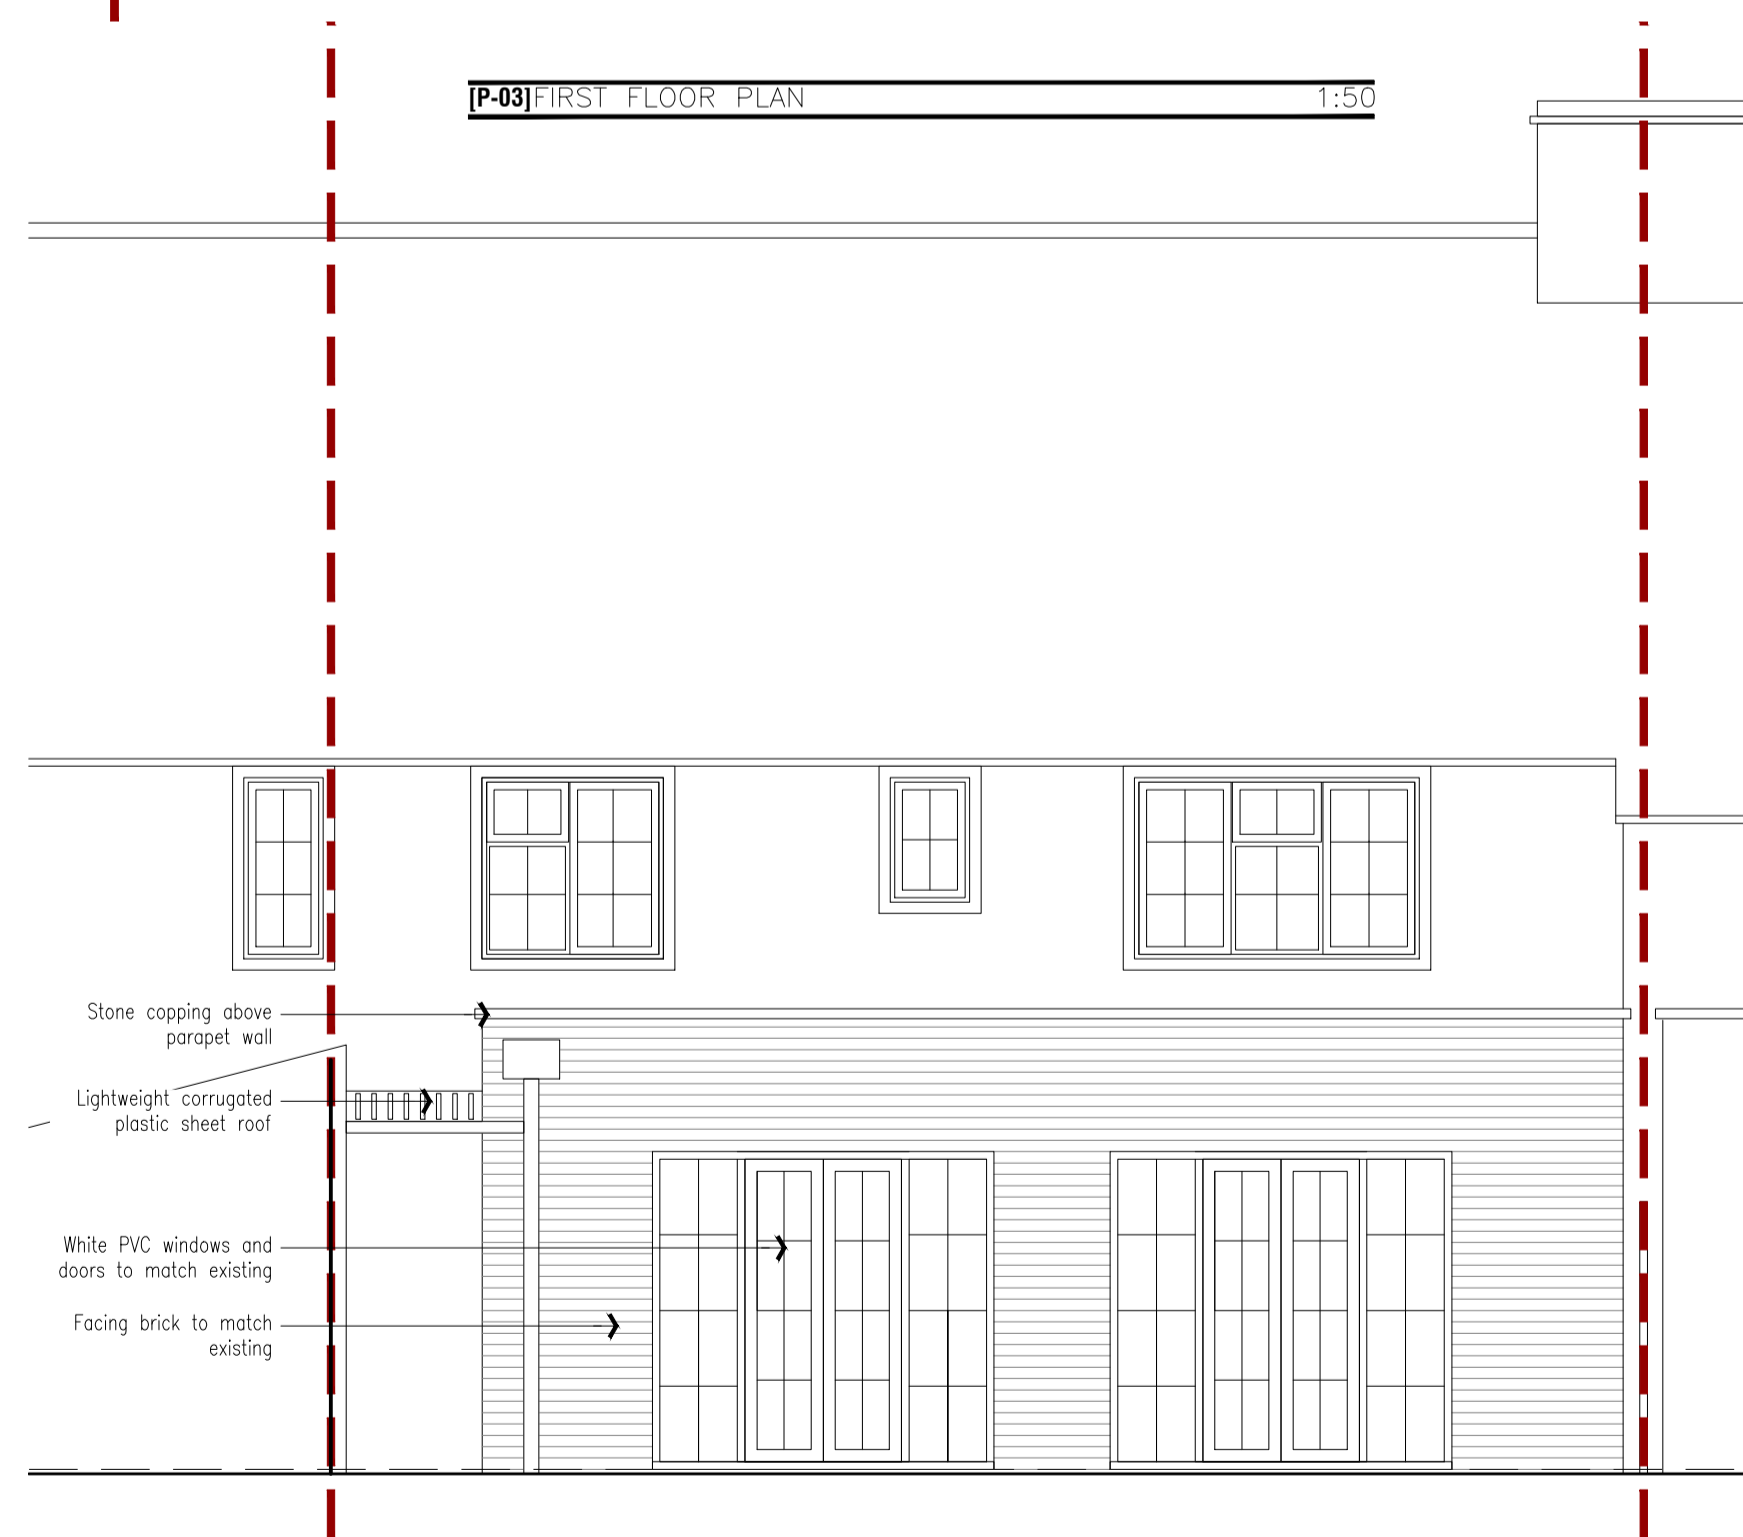 [P-03]FIRST FLOOR PLAN 1:50
Stone copping above
parapet wall
Lightweight corrugated
plastic sheet roof
White PVC windows and
doors to match existing
Facing brick to match
existing